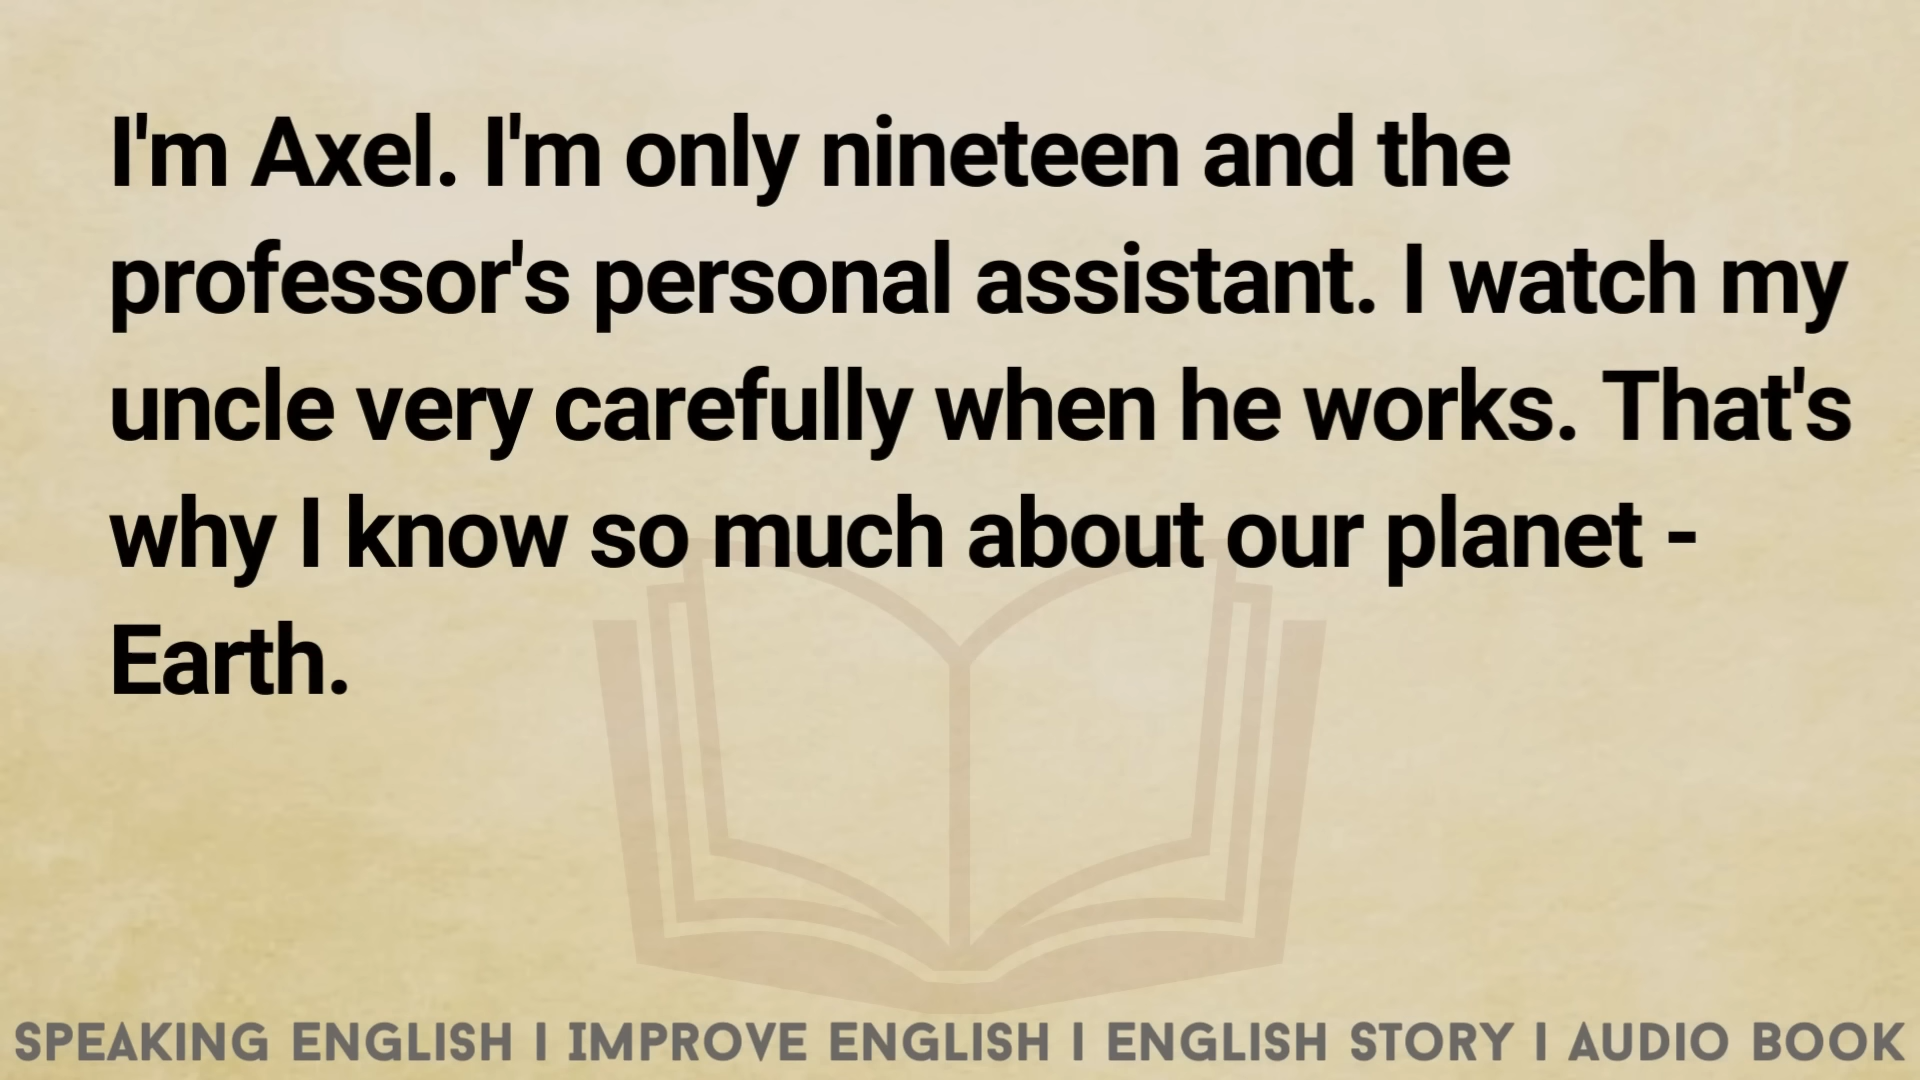 I'm Axel. I'm only nineteen and the
professor's personal assistant. I watch my
uncle very carefully when he works. That's
why I know so much about our planet -
Earth.
SPEAKING ENGLISH I IMPROVE ENGLISH I ENGLISH STORY I AUDIO BOOK